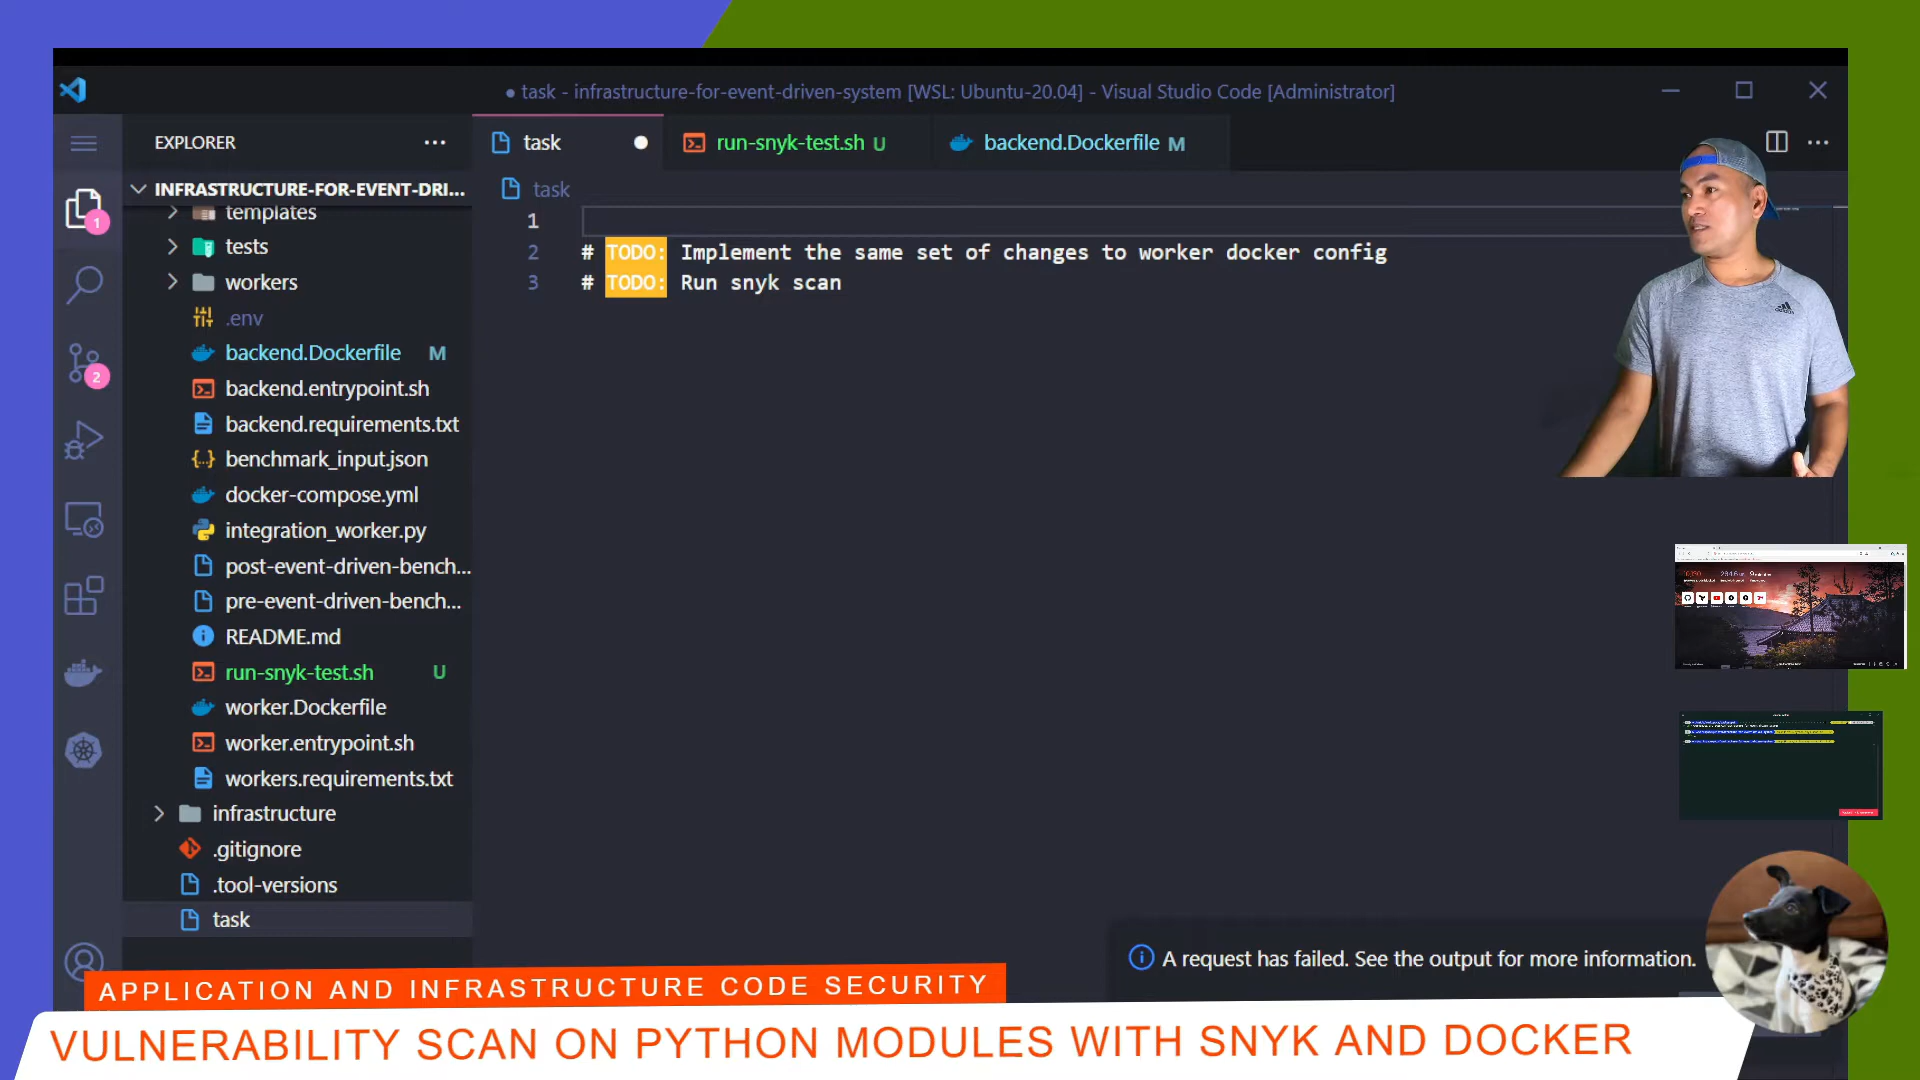 ● task - infrastructure-for-event-driven-system [WSL: Ubuntu-20.04] - Visual Studio Code [Administrator]
EXPLORER
task
run-snyk-test.sh U
backend.Dockerfile M
INFRASTRUCTURE-FOR-EVENT-DRI...
templates
tests
workers
.env
backend.Dockerfile M
backend.entrypoint.sh
backend.requirements.txt
benchmark_input.json
docker-compose.yml
integration_worker.py
post-event-driven-bench...
pre-event-driven-bench...
README.md
run-snyk-test.sh U
worker.Dockerfile
worker.entrypoint.sh
workers.requirements.txt
infrastructure
.gitignore
.tool-versions
task
1
2
task
1
2 # TODO: Implement the same set of changes to worker docker config
3 # TODO: Run snyk scan
A request has failed. See the output for more information.
APPLICATION AND INFRASTRUCTURE CODE SECURITY
VULNERABILITY SCAN ON PYTHON MODULES WITH SNYK AND DOCKER